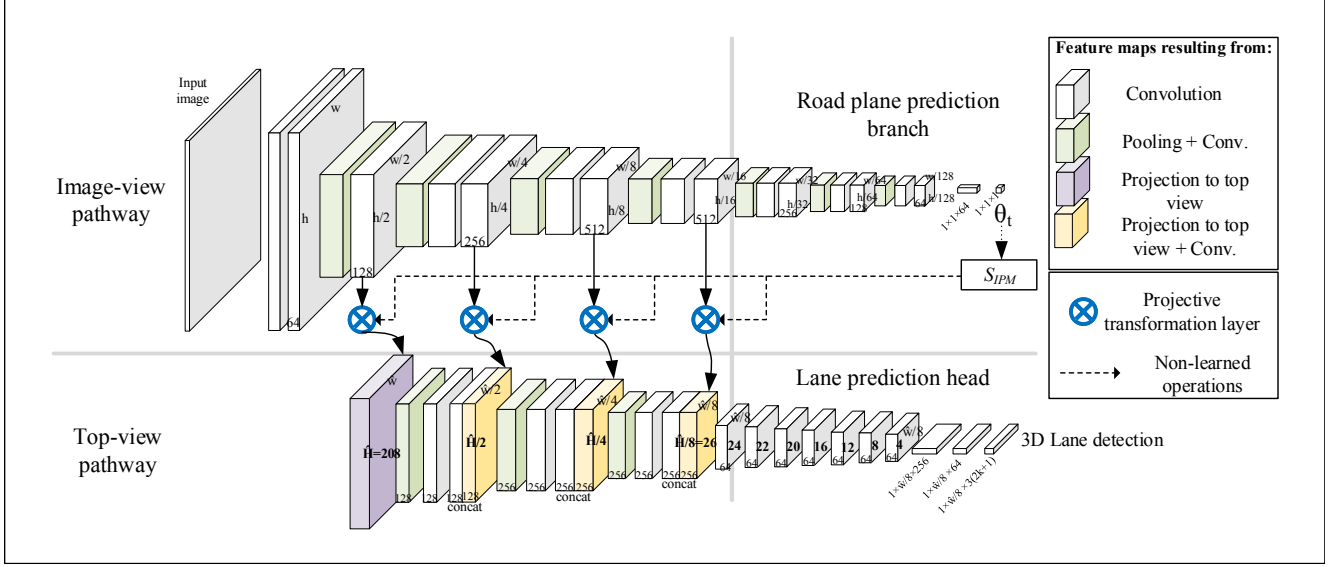 Input
image
w
h
64
w/2
h/2
128
w/4
h/4
256
w/8
h/8
512
w/16
h/16
512
w/32
h/32
256
w/64
h/64
128
w/128
h/128
64
1×1×64
1×1×1
θt
SIPM
Road plane prediction
branch
Image-view
pathway
Feature maps resulting from:
Convolution
Pooling + Conv.
Projection to top
view
Projection to top
view + Conv.
Projective
transformation layer
Non-learned
operations
Top-view
pathway
Lane prediction head
ŵ
Ĥ=208
128
128
128
128
concat
ŵ/2
Ĥ/2
256
256
256
256
concat
ŵ/4
Ĥ/4
256
256
256
256
concat
ŵ/8
Ĥ/8=26
ŵ/8
24
22
20
16
12
8
4
ŵ/8
64
64
64
64
64
64
64
1×ŵ/8×256
1×ŵ/8×64
1×ŵ/8×3(2k+1)
3D Lane detection